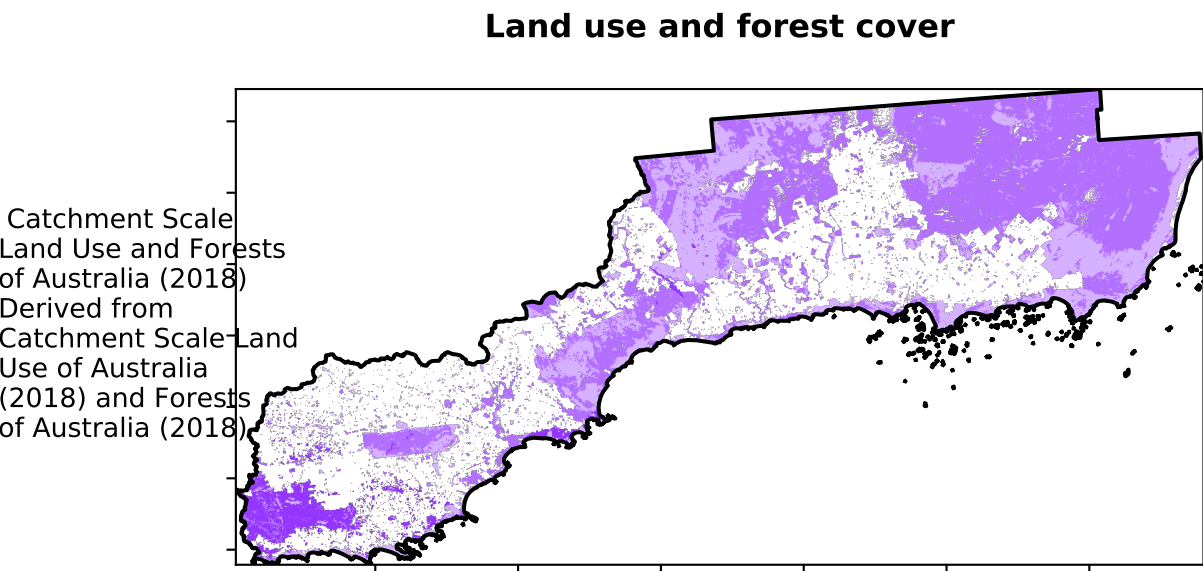 Land use and forest cover
Catchment Scale
Land Use and Forests
of Australia (2018)
Derived from
Catchment Scale Land
Use of Australia
(2018) and Forests
of Australia (2018)